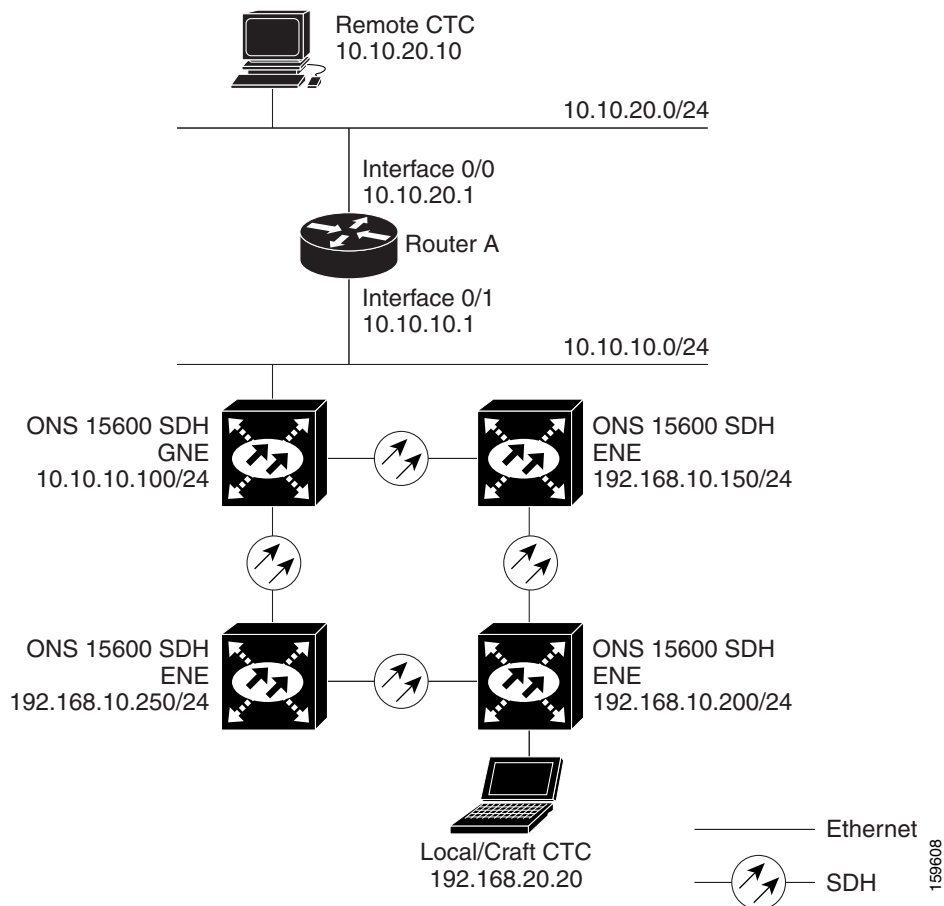 Remote CTC
10.10.20.10
10.10.20.0/24
Interface 0/0
10.10.20.1
Router A
Interface 0/1
10.10.10.1
10.10.10.0/24
ONS 15600 SDH
GNE
10.10.10.100/24
ONS 15600 SDH
ENE
192.168.10.150/24
ONS 15600 SDH
ENE
192.168.10.250/24
ONS 15600 SDH
ENE
192.168.10.200/24
Local/Craft CTC
192.168.20.20
Ethernet
SDH
159608